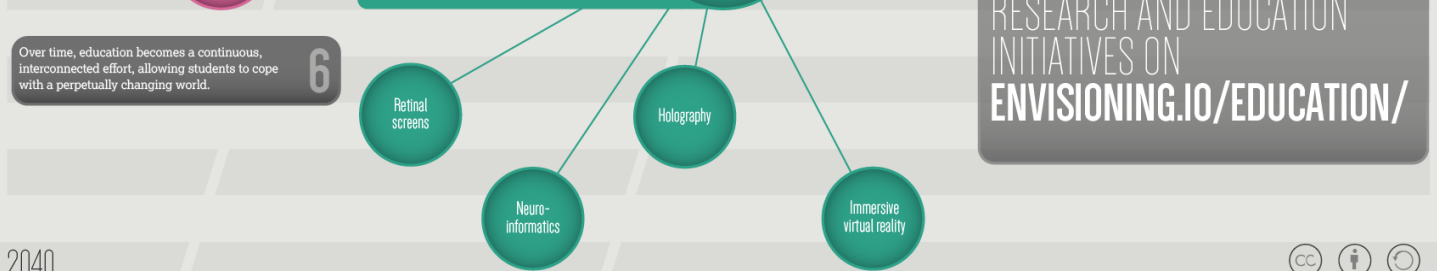 Over time, education becomes a continuous,
interconnected effort, allowing students to cope
with a perpetually changing world.
6
Retinal
screens
Holography
Neuro-
informatics
Immersive
virtual reality
RESEARCH AND EDUCATION
INITIATIVES ON
ENVISIONING.IO/EDUCATION/
2040
CC